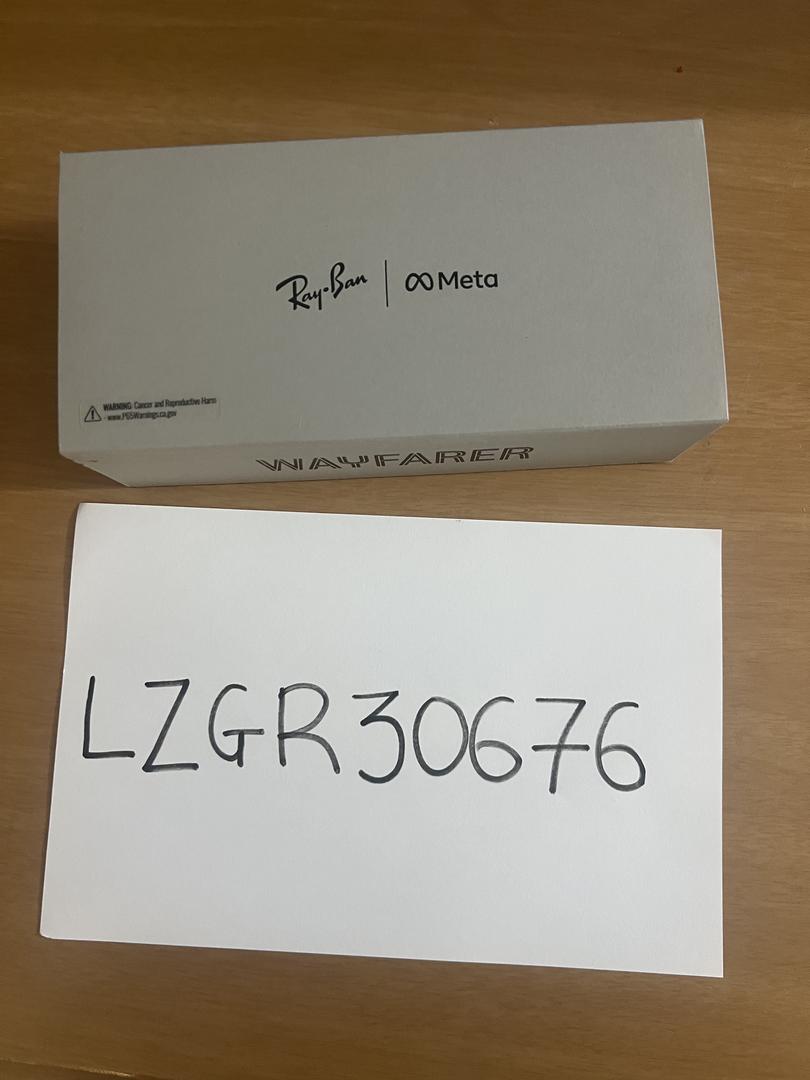 Ray-Ban | ∞ Meta
WARNING: Cancer and Reproductive Harm
- www.P65Warnings.ca.gov
WAYFARER
LZGR30676